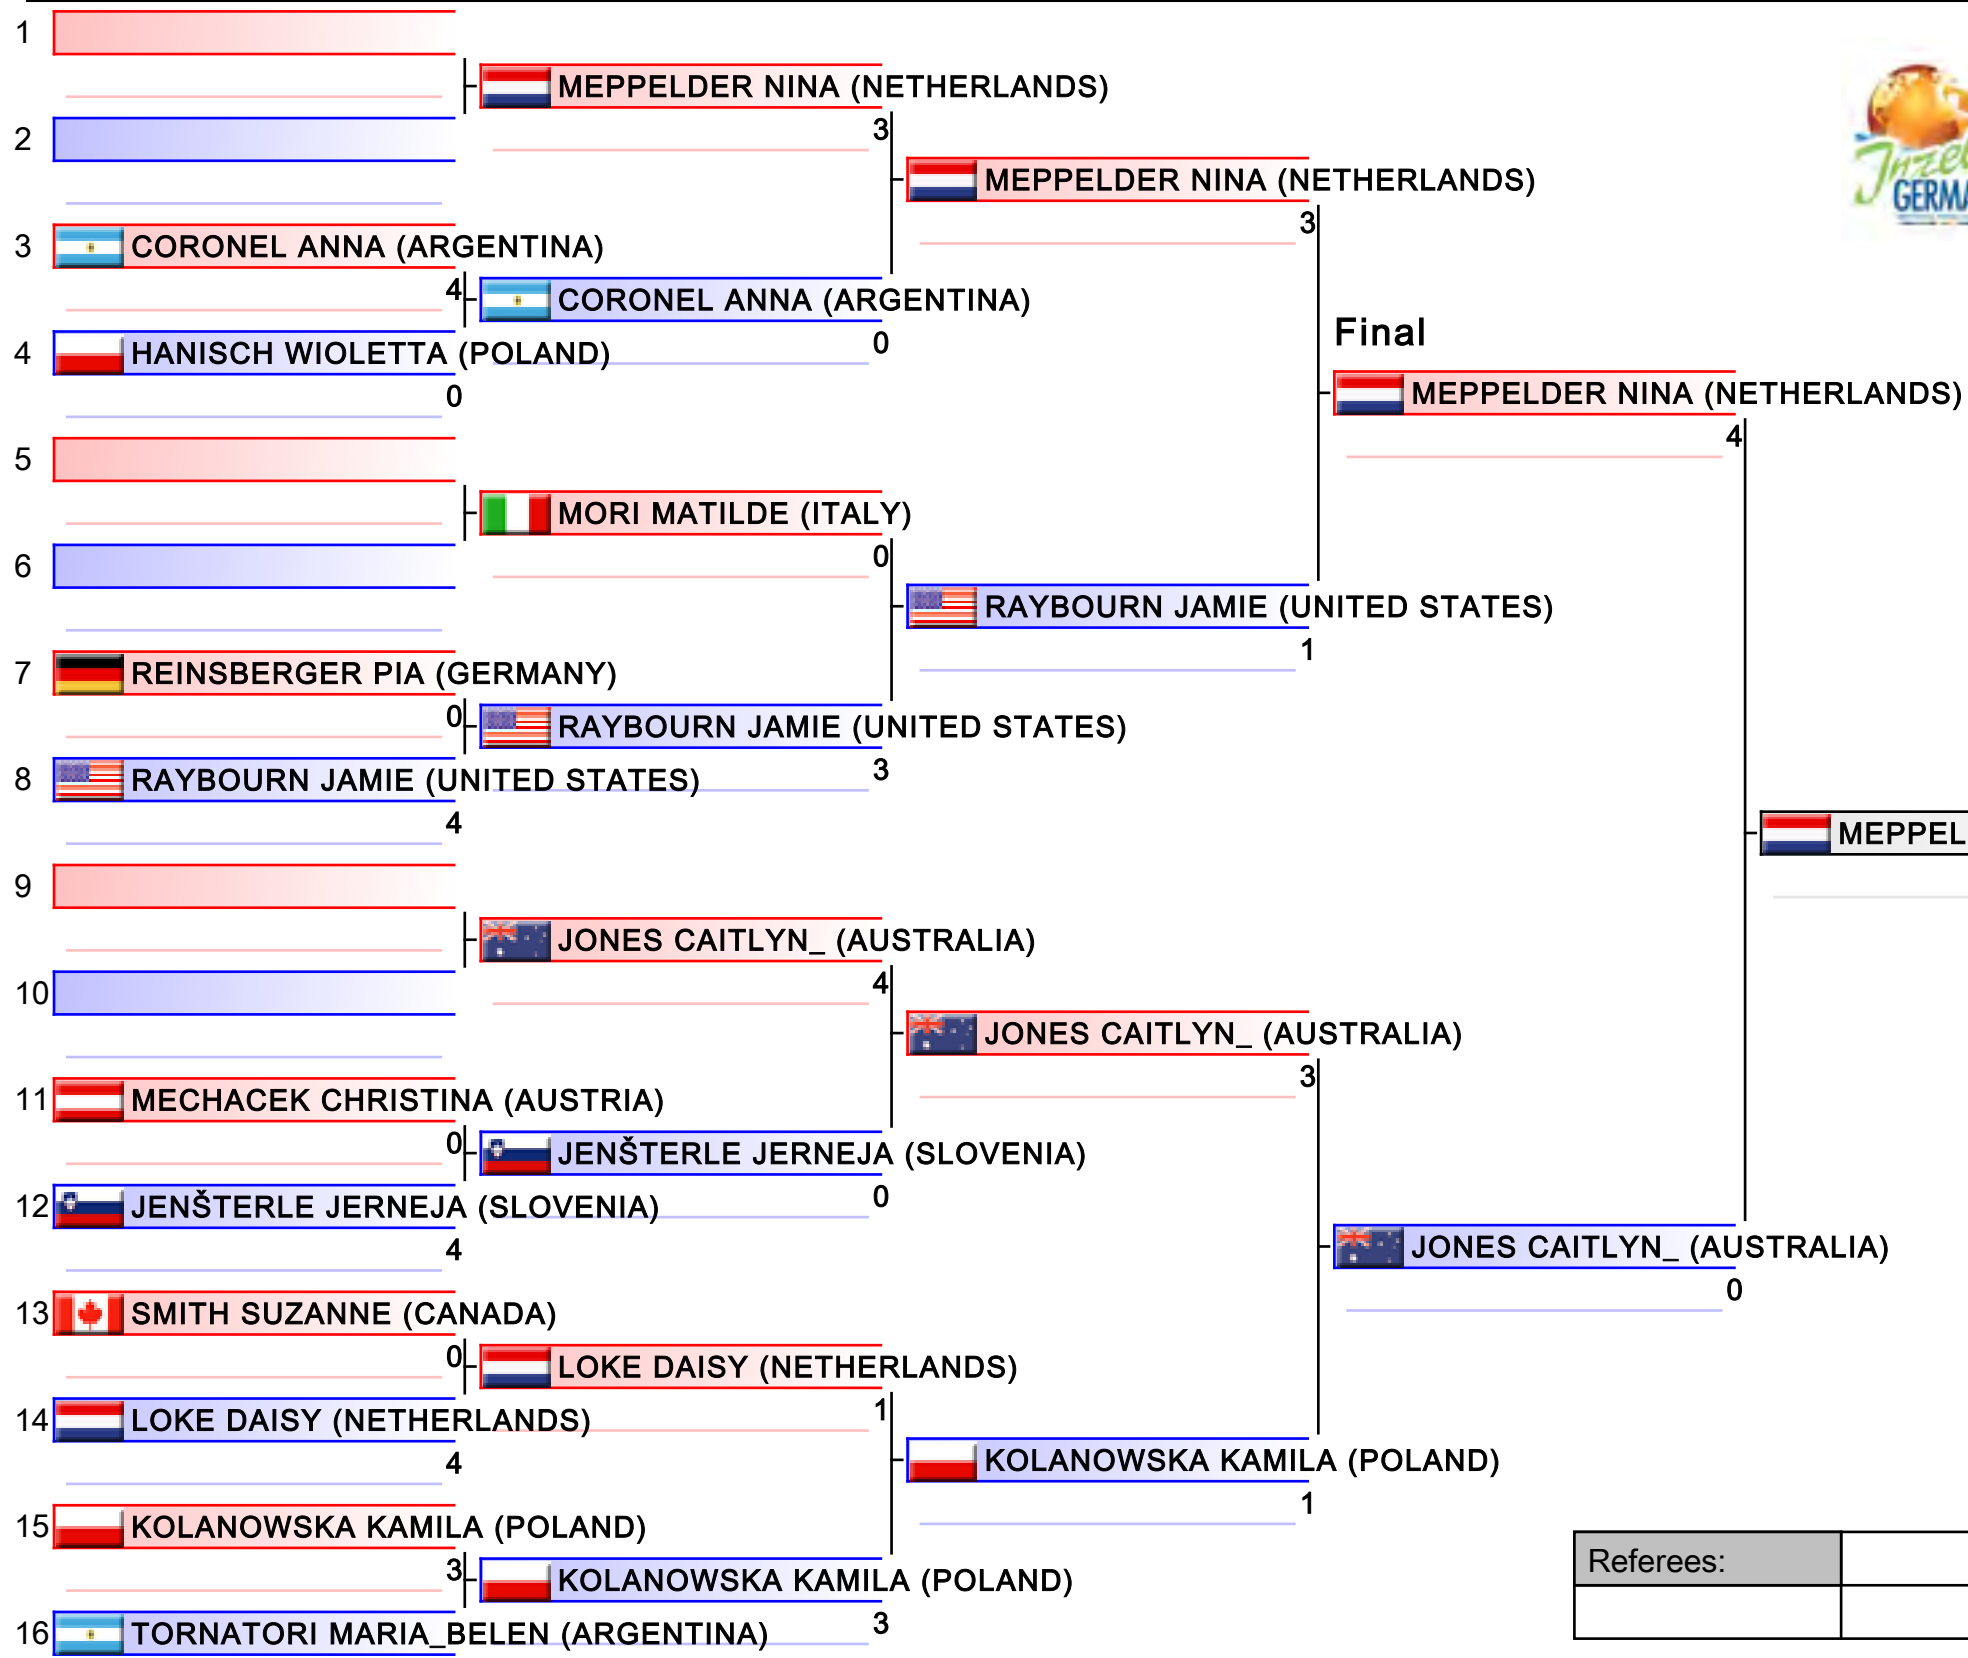 1
MEPPELDER NINA (NETHERLANDS)
3
2
MEPPELDER NINA (NETHERLANDS)
GERMA
3
3 CORONEL ANNA (ARGENTINA)
4
CORONEL ANNA (ARGENTINA)
0
Final
4 HANISCH WIOLETTA (POLAND)
0
MEPPELDER NINA (NETHERLANDS)
4
5
MORI MATILDE (ITALY)
0
6
RAYBOURN JAMIE (UNITED STATES)
1
7 REINSBERGER PIA (GERMANY)
0
RAYBOURN JAMIE (UNITED STATES)
3
8 RAYBOURN JAMIE (UNITED STATES)
4
MEPPEL
9
JONES CAITLYN_ (AUSTRALIA)
4
10
JONES CAITLYN_ (AUSTRALIA)
3
11 MECHACEK CHRISTINA (AUSTRIA)
0
JENŠTERLE JERNEJA (SLOVENIA)
0
12 JENŠTERLE JERNEJA (SLOVENIA)
4
JONES CAITLYN_ (AUSTRALIA)
0
13 SMITH SUZANNE (CANADA)
0
LOKE DAISY (NETHERLANDS)
1
14 LOKE DAISY (NETHERLANDS)
4
KOLANOWSKA KAMILA (POLAND)
1
15 KOLANOWSKA KAMILA (POLAND)
3
KOLANOWSKA KAMILA (POLAND)
3
Referees:
16 TORNATORI MARIA_BELEN (ARGENTINA)